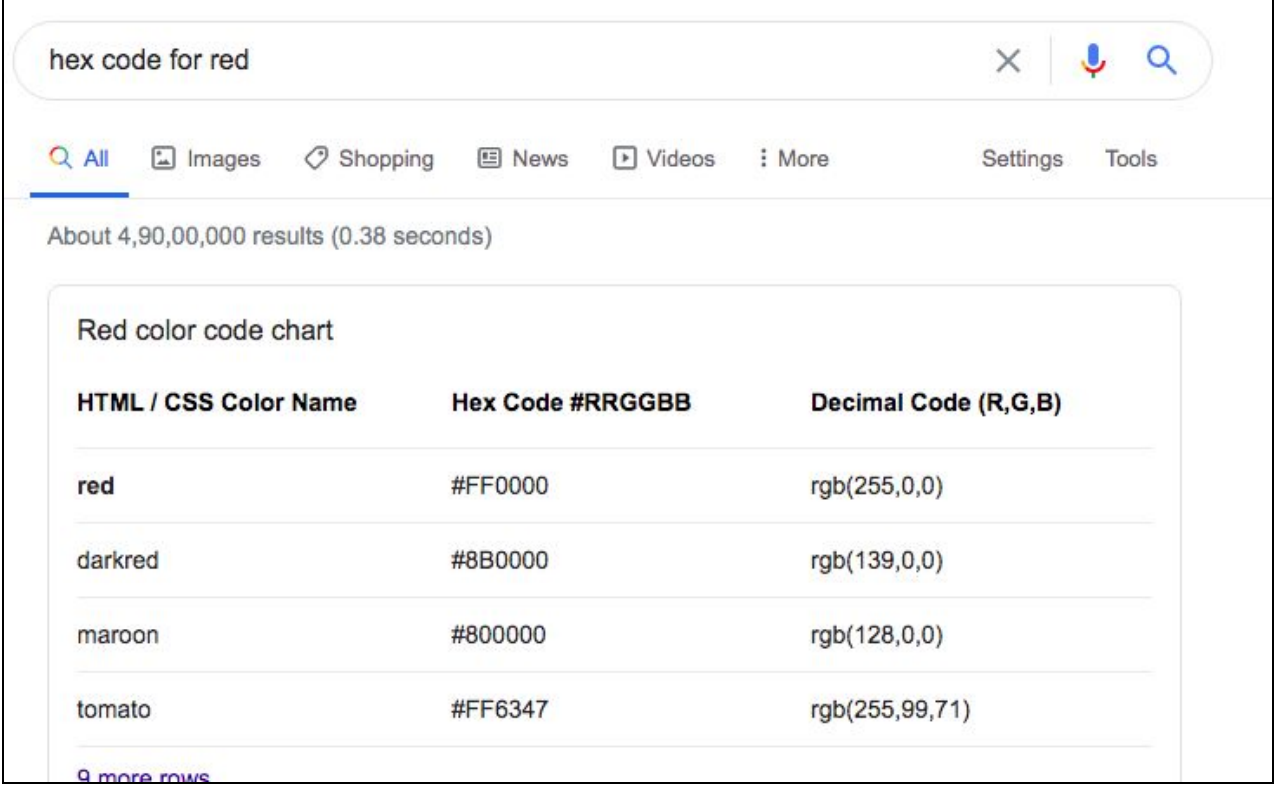 hex code for red
All Images Shopping News Videos More Settings Tools
About 4,90,00,000 results (0.38 seconds)
Red color code chart
HTML / CSS Color Name Hex Code #RRGGBB Decimal Code (R,G,B)
red #FF0000 rgb(255,0,0)
darkred #8B0000 rgb(139,0,0)
maroon #800000 rgb(128,0,0)
tomato #FF6347 rgb(255,99,71)
9 more rows